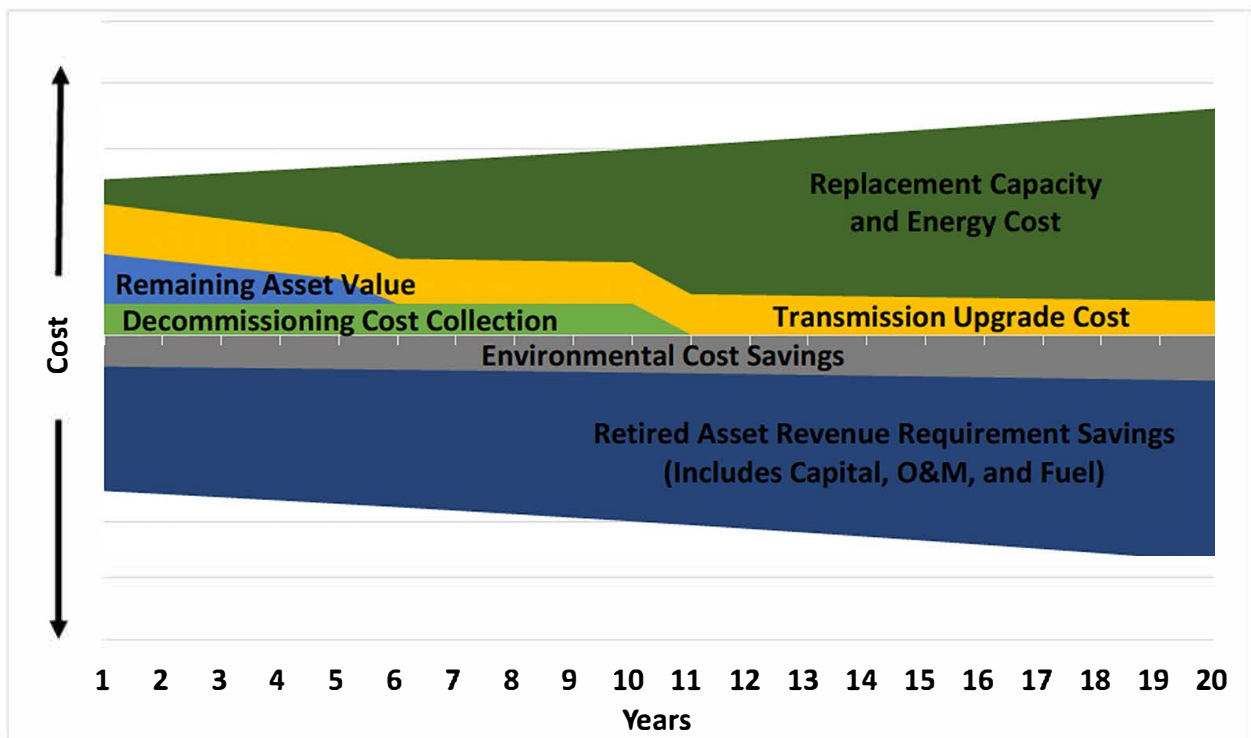 Replacement Capacity
and Energy Cost
Remaining Asset Value
Decommissioning Cost Collection
Transmission Upgrade Cost
Cost
Environmental Cost Savings
Retired Asset Revenue Requirement Savings
(Includes Capital, O&M, and Fuel)
1 2 3 4 5 6 7 8 9 10 11 12 13 14 15 16 17 18 19 20
Years